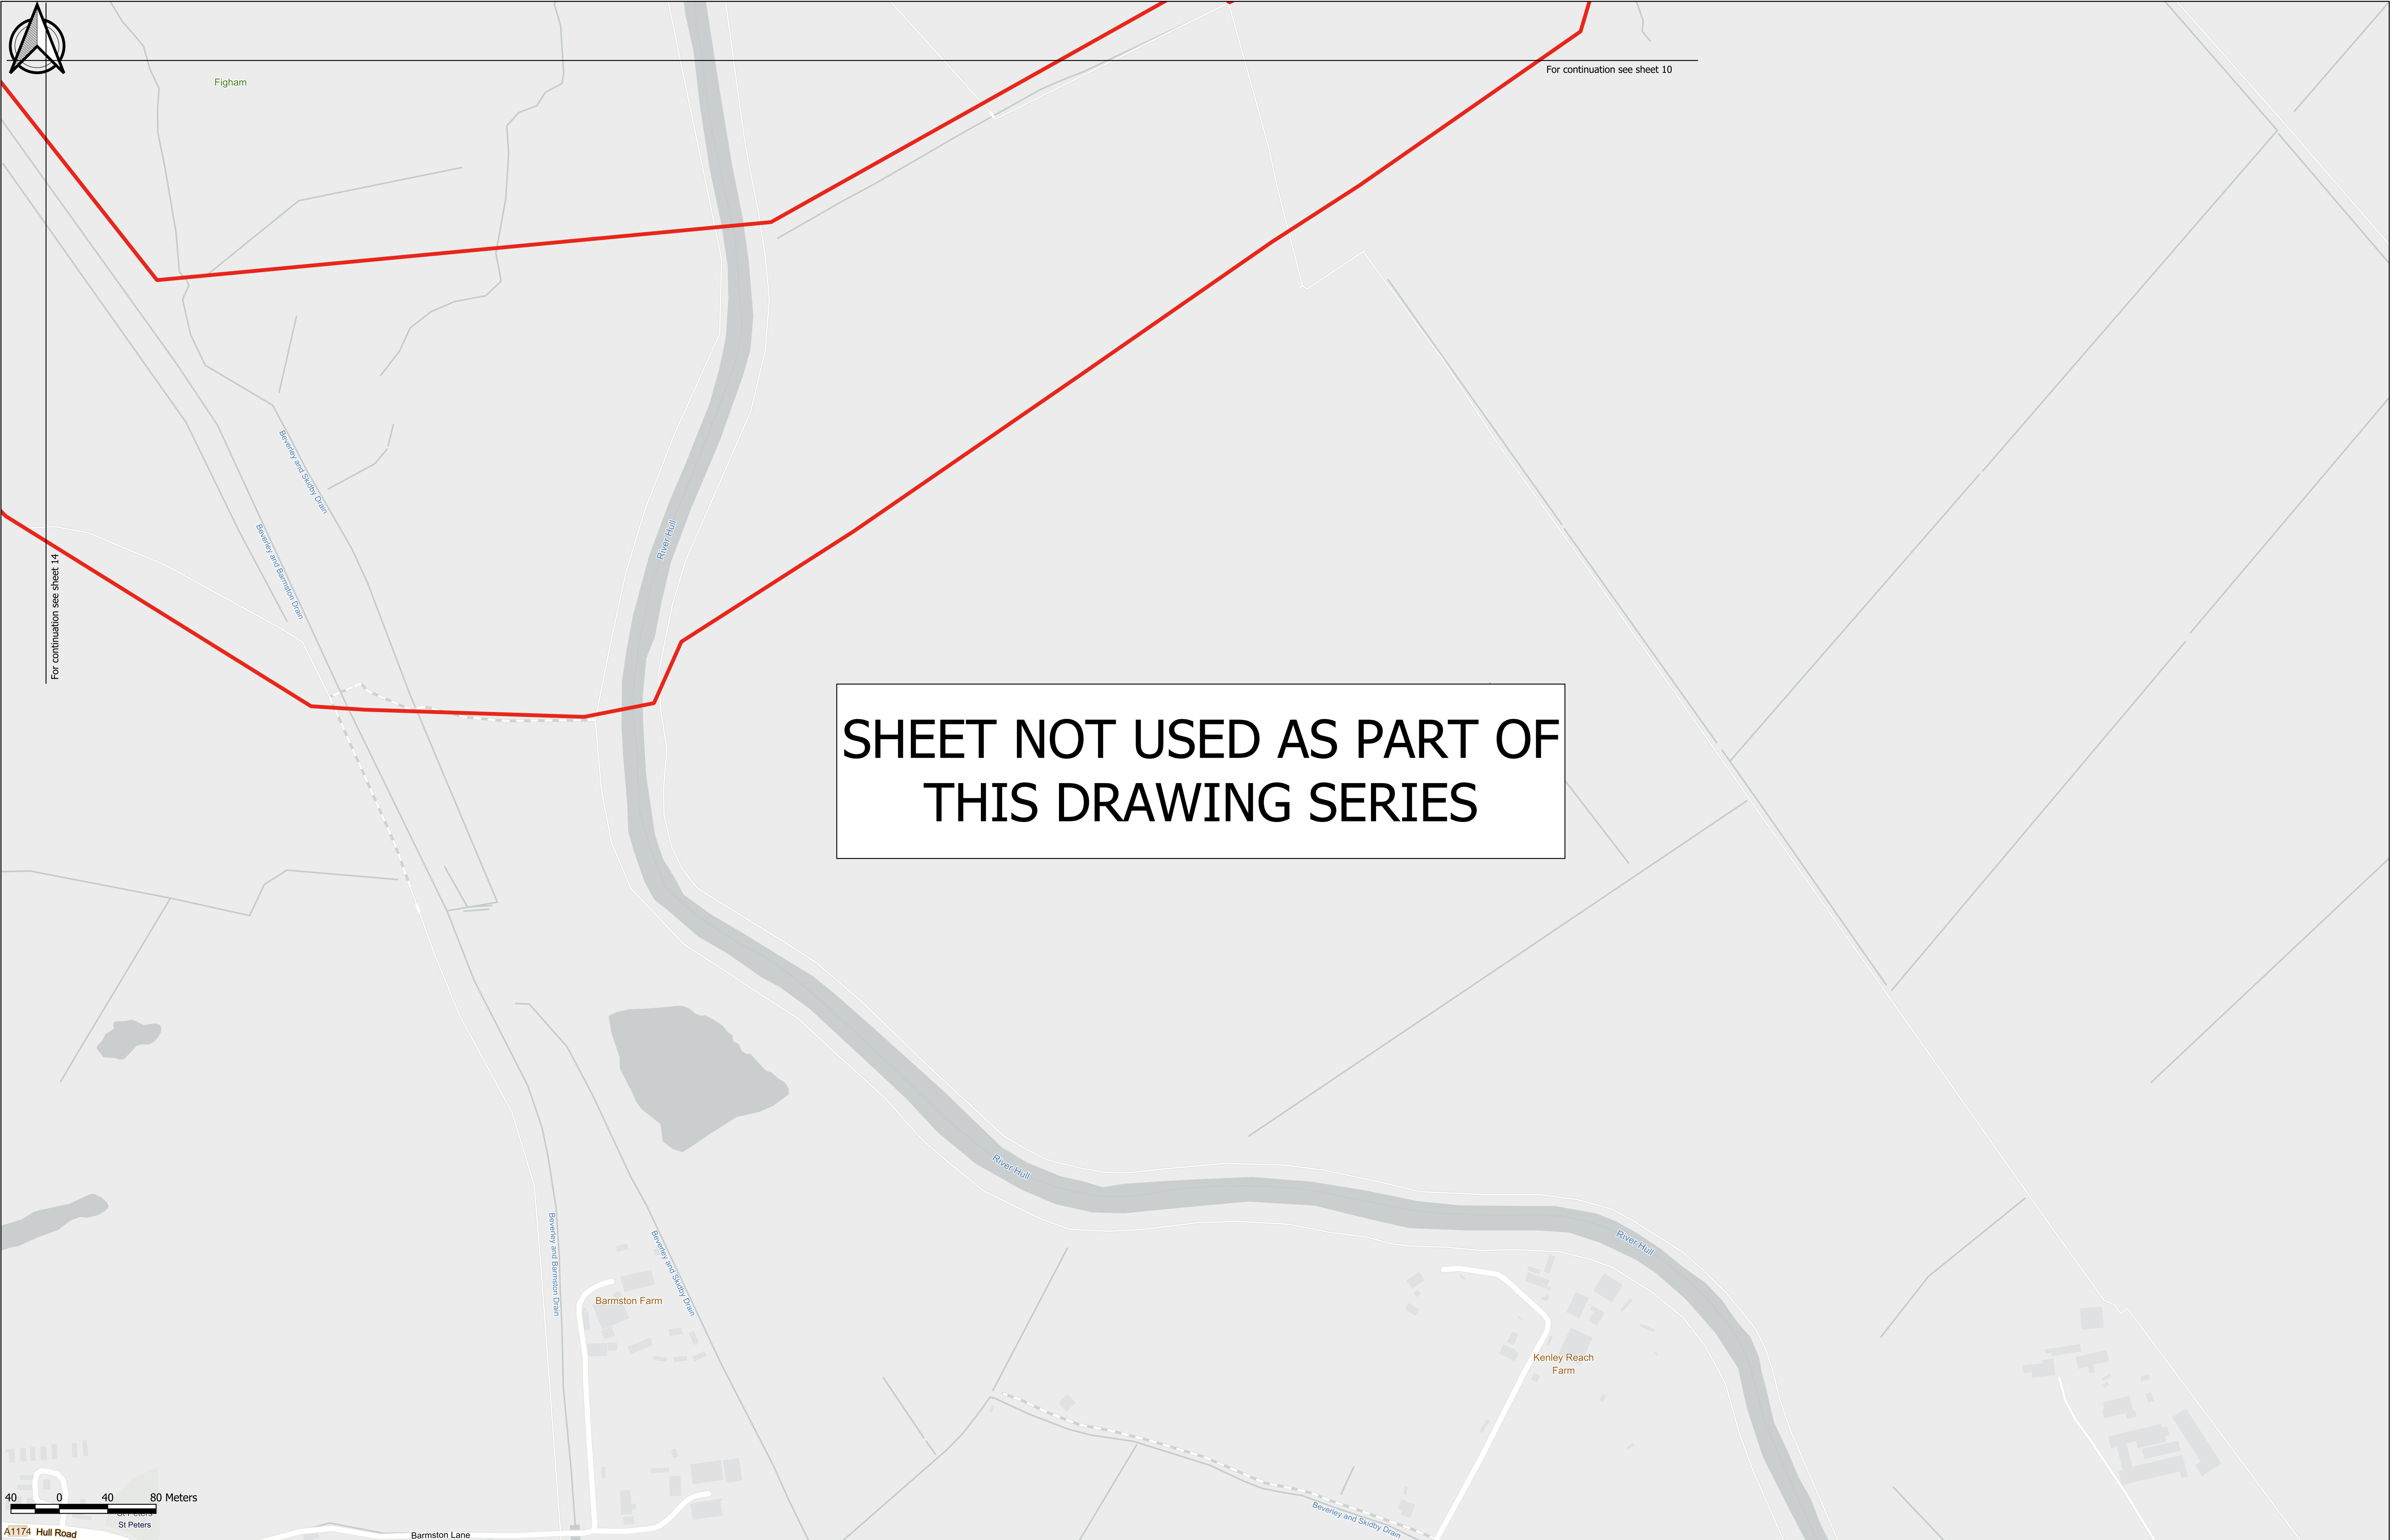 For continuation see sheet 10
Figham
Beverley and Skidby Drain
Beverley and Barmston Drain
River Hull
For continuation see sheet 14
SHEET NOT USED AS PART OF
THIS DRAWING SERIES
River Hull
River Hull
Beverley and Barmston Drain
Beverley and Skidby Drain
Barmston Farm
Kenley Reach
Farm
40 0 40 80 Meters
St Peters
St Peters
A1174 Hull Road
Barmston Lane
Beverley and Skidby Drain